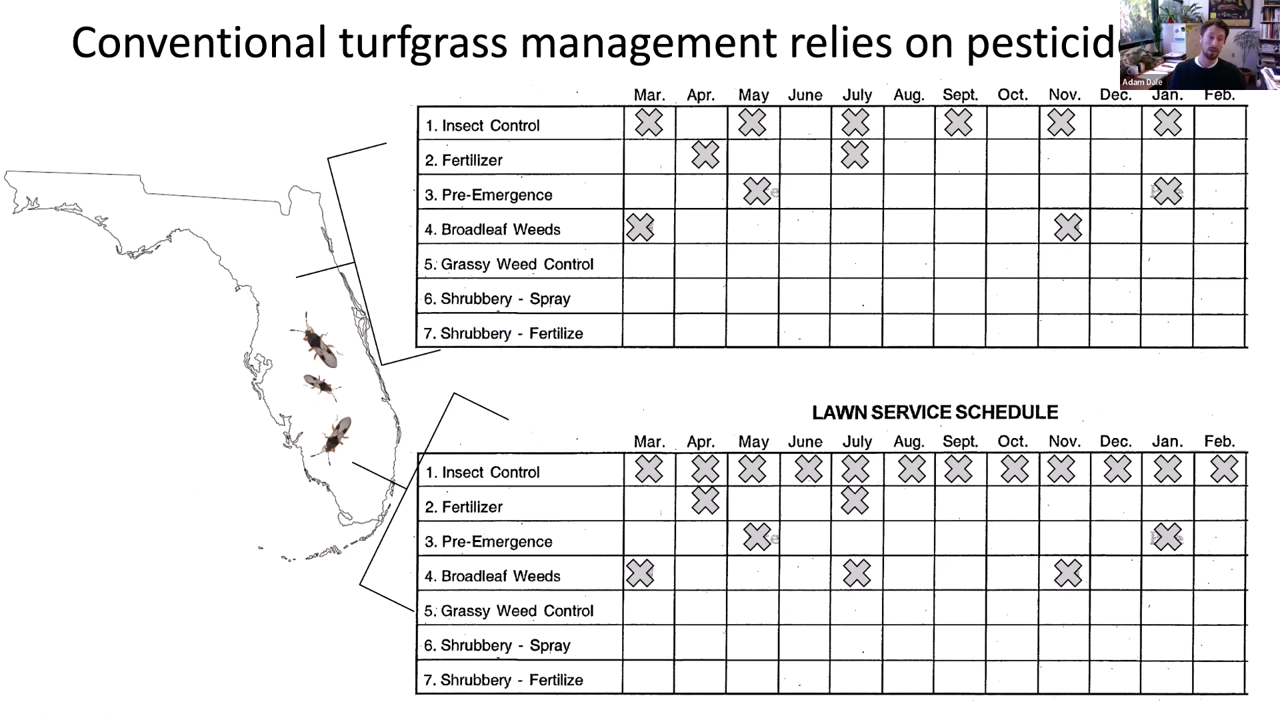 Conventional turfgrass management relies on pesticid
Adam Dale
Mar. Apr. May June July Aug. Sept. Oct. Nov. Dec. Jan. Feb.
1. Insect Control
2. Fertilizer
3. Pre-Emergence
4. Broadleaf Weeds
5. Grassy Weed Control
6. Shrubbery - Spray
7. Shrubbery - Fertilize
LAWN SERVICE SCHEDULE
Mar. Apr. May June July Aug. Sept. Oct. Nov. Dec. Jan. Feb.
1. Insect Control
2. Fertilizer
3. Pre-Emergence
4. Broadleaf Weeds
5. Grassy Weed Control
6. Shrubbery - Spray
7. Shrubbery - Fertilize